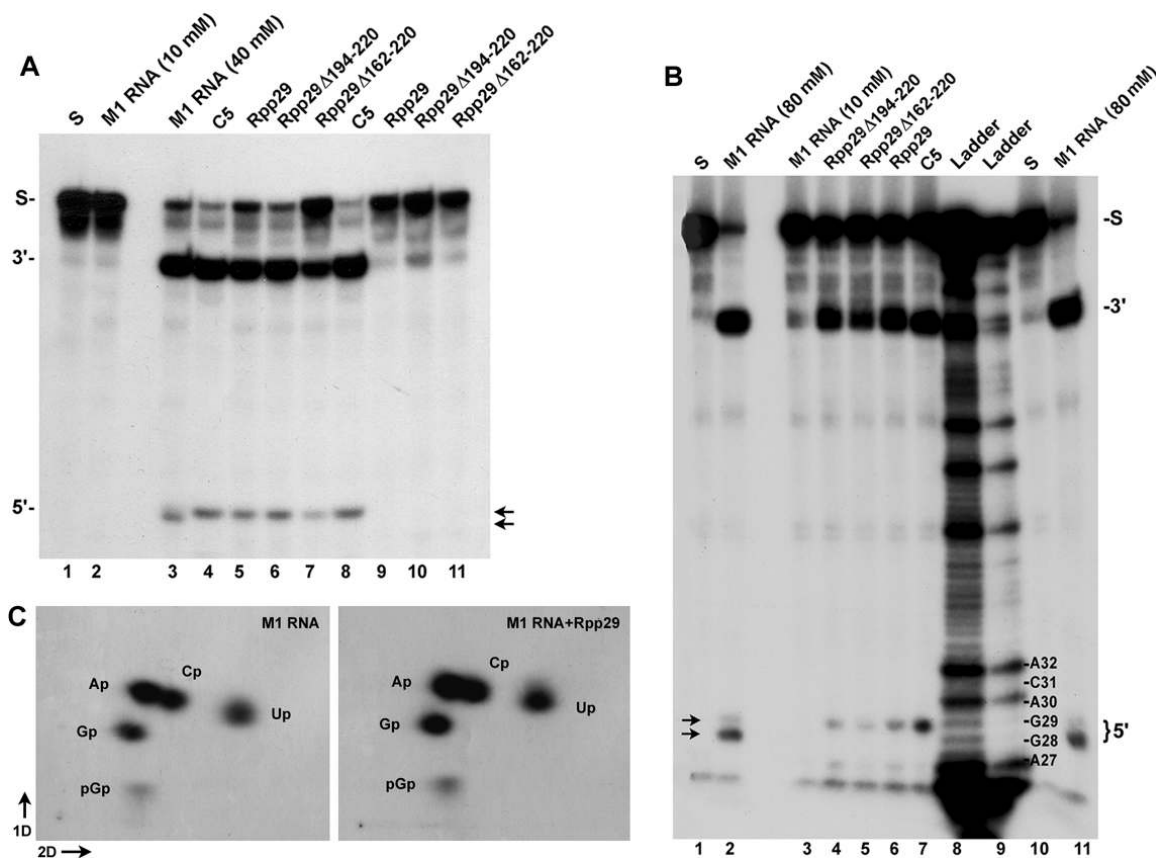 A
S
M1 RNA (10 mM)
M1 RNA (40 mM)
C5
Rpp29
Rpp29Δ194-220
Rpp29Δ162-220
C5
Rpp29
Rpp29Δ194-220
Rpp29Δ162-220
S-
3'-
5'-
1 2 3 4 5 6 7 8 9 10 11
B
S
M1 RNA (80 mM)
M1 RNA (10 mM)
Rpp29Δ194-220
Rpp29Δ162-220
Rpp29
C5
Ladder
Ladder
S
M1 RNA (80 mM)
-S
-3'
-A32
-C31
-A30
-G29
-G28
-A27
}5'
1 2 3 4 5 6 7 8 9 10 11
C
M1 RNA
Ap
Cp
Gp
Up
pGp
1D
2D
M1 RNA+Rpp29
Ap
Cp
Gp
Up
pGp